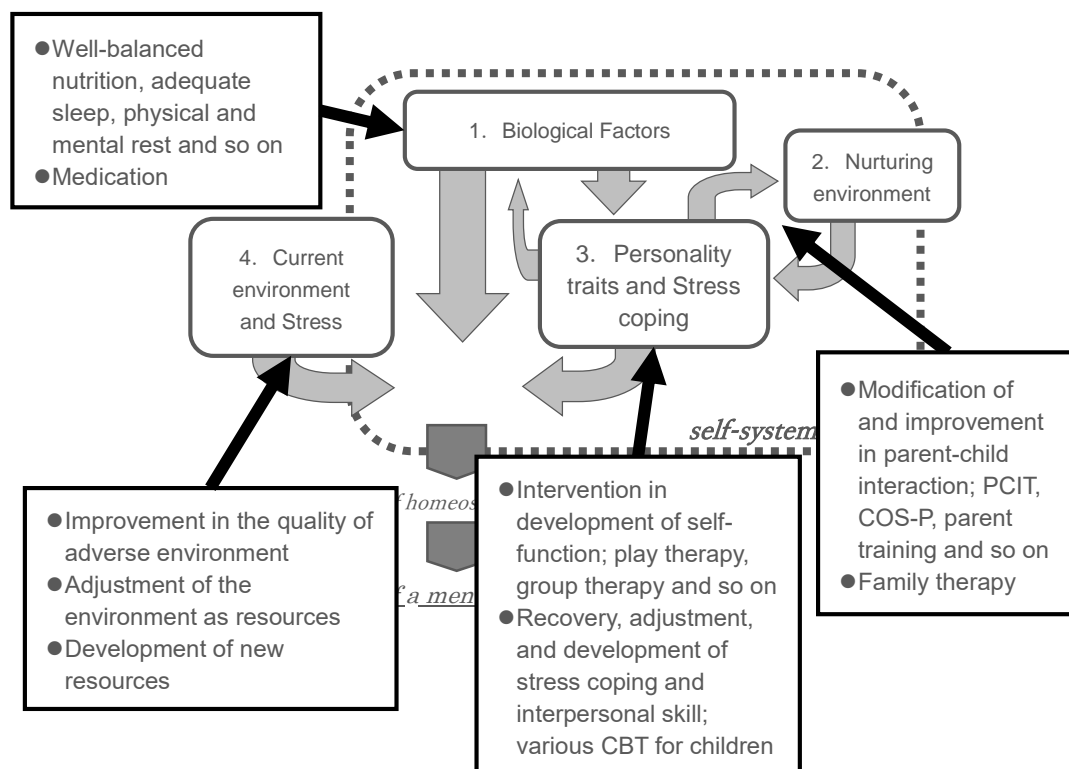 ●Well-balanced
nutrition, adequate
sleep, physical and
mental rest and so on
●Medication
1. Biological Factors
2. Nurturing
environment
3. Personality
traits and Stress
coping
4. Current
environment
and Stress
self-system
●Modification of
and improvement
in parent-child
interaction; PCIT,
COS-P, parent
training and so on
●Family therapy
●Intervention in
development of self-
function; play therapy,
group therapy and so on
●Recovery, adjustment,
and development of
stress coping and
interpersonal skill;
various CBT for children
●Improvement in the quality of
adverse environment
●Adjustment of the
environment as resources
●Development of new
resources
a